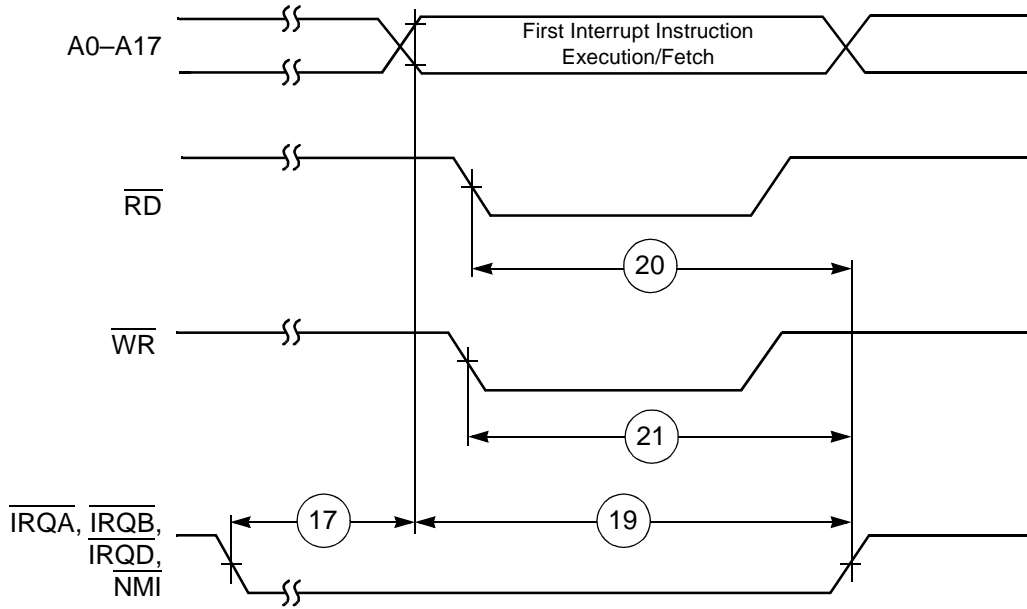 A0–A17
First Interrupt Instruction
Execution/Fetch
RD
20
WR
21
IRQA, IRQB,
IRQD,
NMI
17
19